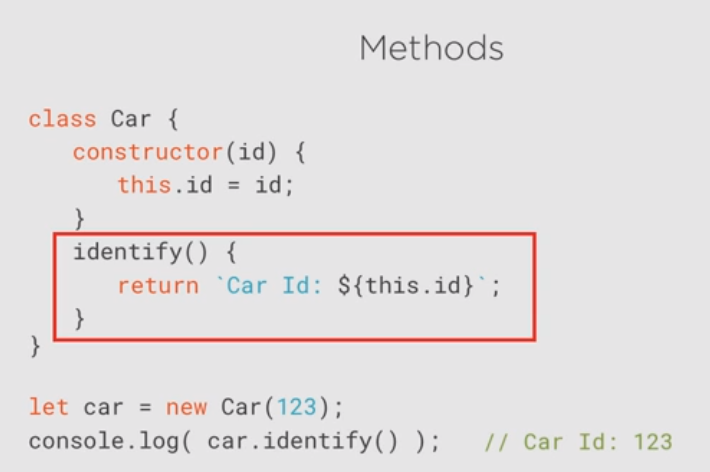 Methods
class Car {
constructor(id) {
this.id = id;
}
identify() {
return `Car Id: ${this.id}`;
}
}
let car = new Car(123);
console.log( car.identify() ); // Car Id: 123